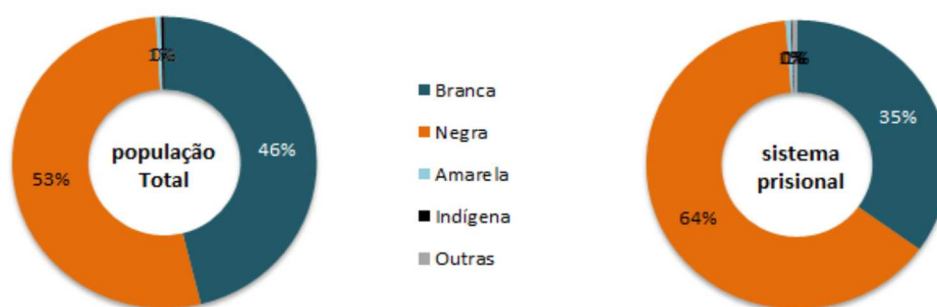 46%
53%
população
Total
Branca
Negra
Amarela
Indígena
Outras
35%
64%
sistema
prisional